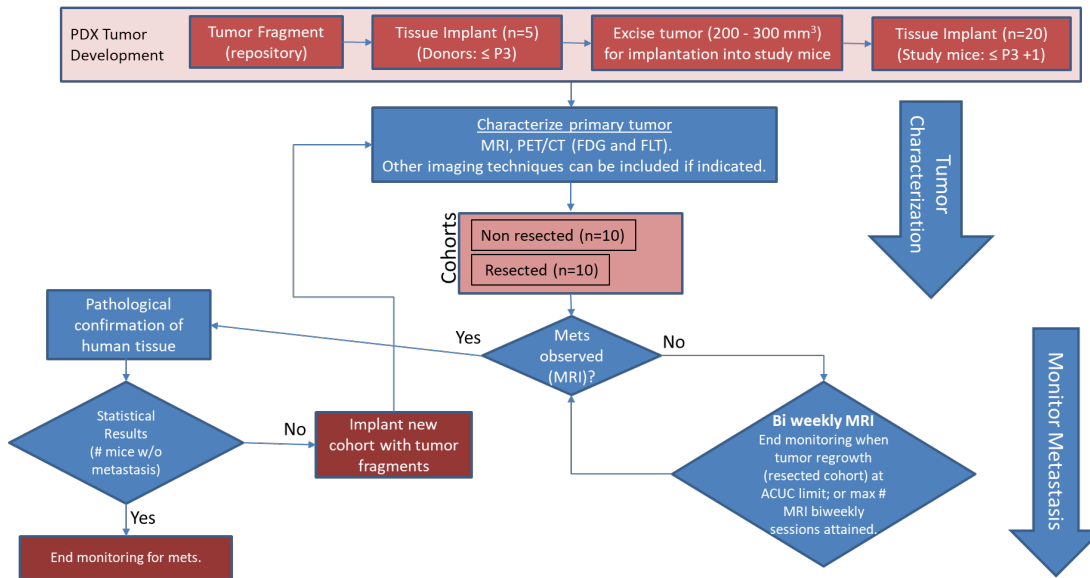 PDX Tumor
Development
Tumor Fragment
(repository)
Tissue Implant (n=5)
(Donors: ≤ P3)
Excise tumor (200 - 300 mm³)
for implantation into study mice
Tissue Implant (n=20)
(Study mice: ≤ P3 +1)
Characterize primary tumor
MRI, PET/CT (FDG and FLT).
Other imaging techniques can be included if indicated.
Tumor
Characterization
Cohorts
Non resected (n=10)
Resected (n=10)
Pathological
confirmation of
human tissue
Yes
Mets
observed
(MRI)?
No
Monitor Metastasis
Statistical
Results
(# mice w/o
metastasis)
No
Implant new
cohort with tumor
fragments
Bi weekly MRI
End monitoring when
tumor regrowth
(resected cohort) at
ACUC limit; or max #
MRI biweekly
sessions attained.
Yes
End monitoring for mets.